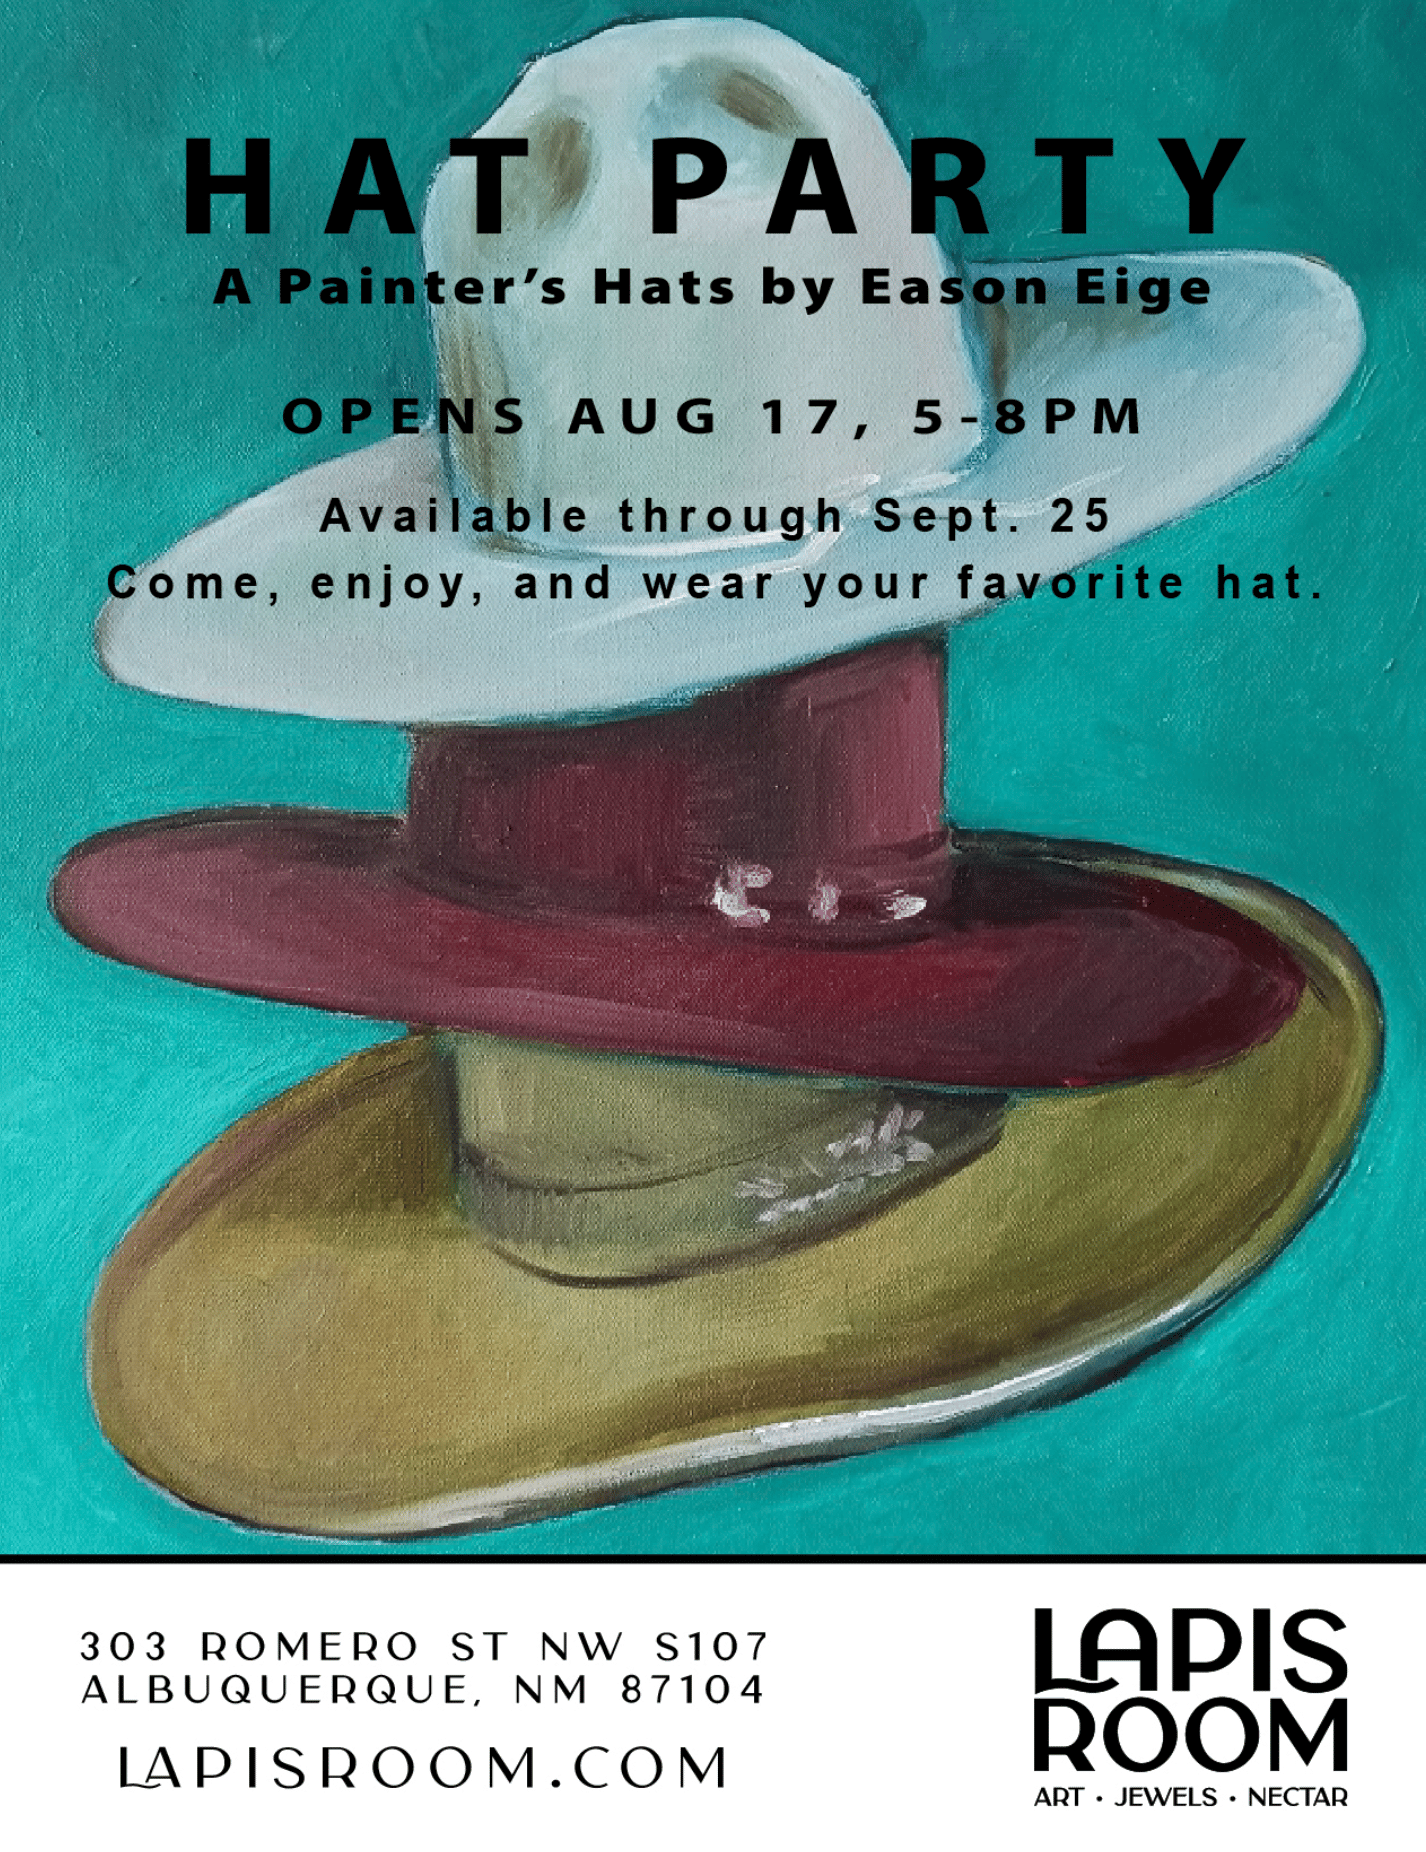 HAT PARTY
A Painter’s Hats by Eason Eige
OPENS AUG 17, 5-8PM
Available through Sept. 25
Come, enjoy, and wear your favorite hat.
303 ROMERO ST NW S107
ALBUQUERQUE, NM 87104
LAPISROOM.COM
LAPIS
ROOM
ART • JEWELS • NECTAR